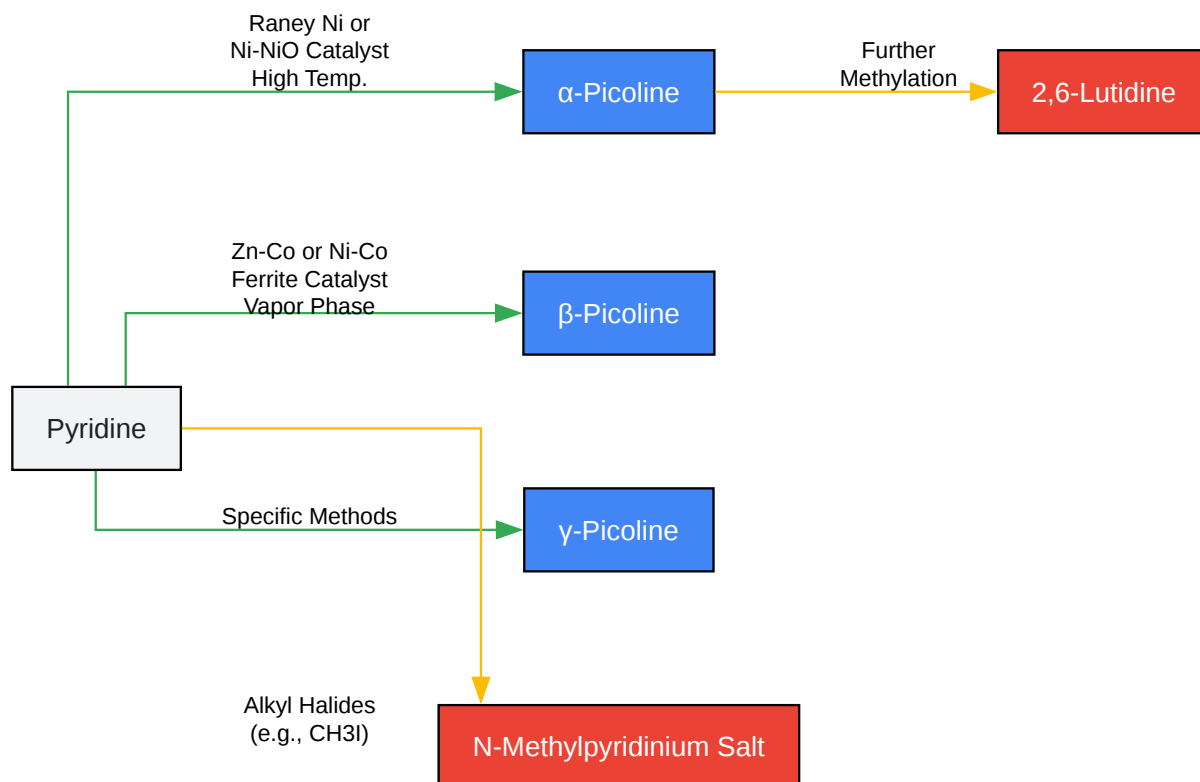 Raney Ni or
Ni-NiO Catalyst
High Temp.
α-Picoline
Further
Methylation
2,6-Lutidine
Zn-Co or Ni-Co
Ferrite Catalyst
Vapor Phase
β-Picoline
Pyridine
Specific Methods
γ-Picoline
Alkyl Halides
(e.g., CH3I)
N-Methylpyridinium Salt